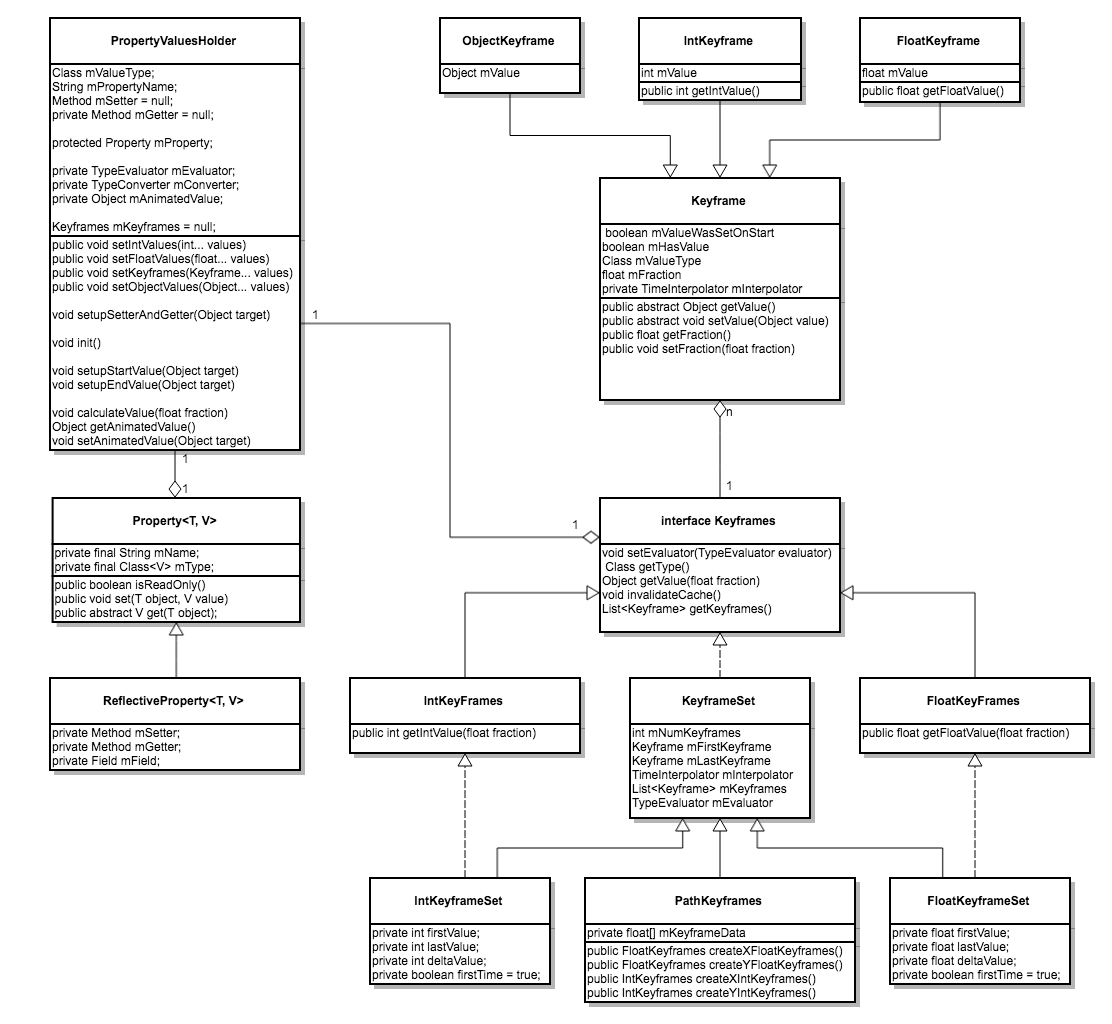 PropertyValuesHolder
Class mValueType;
String mPropertyName;
Method mSetter = null;
private Method mGetter = null;
protected Property mProperty;
private TypeEvaluator mEvaluator;
private TypeConverter mConverter;
private Object mAnimatedValue;
Keyframes mKeyframes = null;
public void setIntValues(int... values)
public void setFloatValues(float... values)
public void setKeyframes(Keyframe... values)
public void setObjectValues(Object... values)
void setupSetterAndGetter(Object target)
void init()
void setupStartValue(Object target)
void setupEndValue(Object target)
void calculateValue(float fraction)
Object getAnimatedValue()
void setAnimatedValue(Object target)
ObjectKeyframe
Object mValue
IntKeyframe
int mValue
public int getIntValue()
FloatKeyframe
float mValue
public float getFloatValue()
Keyframe
boolean mValueWasSetOnStart
boolean mHasValue
Class mValueType
float mFraction
private TimeInterpolator mInterpolator
public abstract Object getValue()
public abstract void setValue(Object value)
public float getFraction()
public void setFraction(float fraction)
1
n
1
1
1
1
Property<T, V>
private final String mName;
private final Class<V> mType;
public boolean isReadOnly()
public void set(T object, V value)
public abstract V get(T object);
interface Keyframes
void setEvaluator(TypeEvaluator evaluator)
Class getType()
Object getValue(float fraction)
void invalidateCache()
List<Keyframe> getKeyframes()
ReflectiveProperty<T, V>
private Method mSetter;
private Method mGetter;
private Field mField;
IntKeyFrames
public int getIntValue(float fraction)
KeyframeSet
int mNumKeyframes
Keyframe mFirstKeyframe
Keyframe mLastKeyframe
TimeInterpolator mInterpolator
List<Keyframe> mKeyframes
TypeEvaluator mEvaluator
FloatKeyFrames
public float getFloatValue(float fraction)
IntKeyframeSet
private int firstValue;
private int lastValue;
private int deltaValue;
private boolean firstTime = true;
PathKeyframes
private float[] mKeyframeData
public FloatKeyframes createXFloatKeyframes()
public FloatKeyframes createYFloatKeyframes()
public IntKeyframes createXIntKeyframes()
public IntKeyframes createYIntKeyframes()
FloatKeyframeSet
private float firstValue;
private float lastValue;
private float deltaValue;
private boolean firstTime = true;